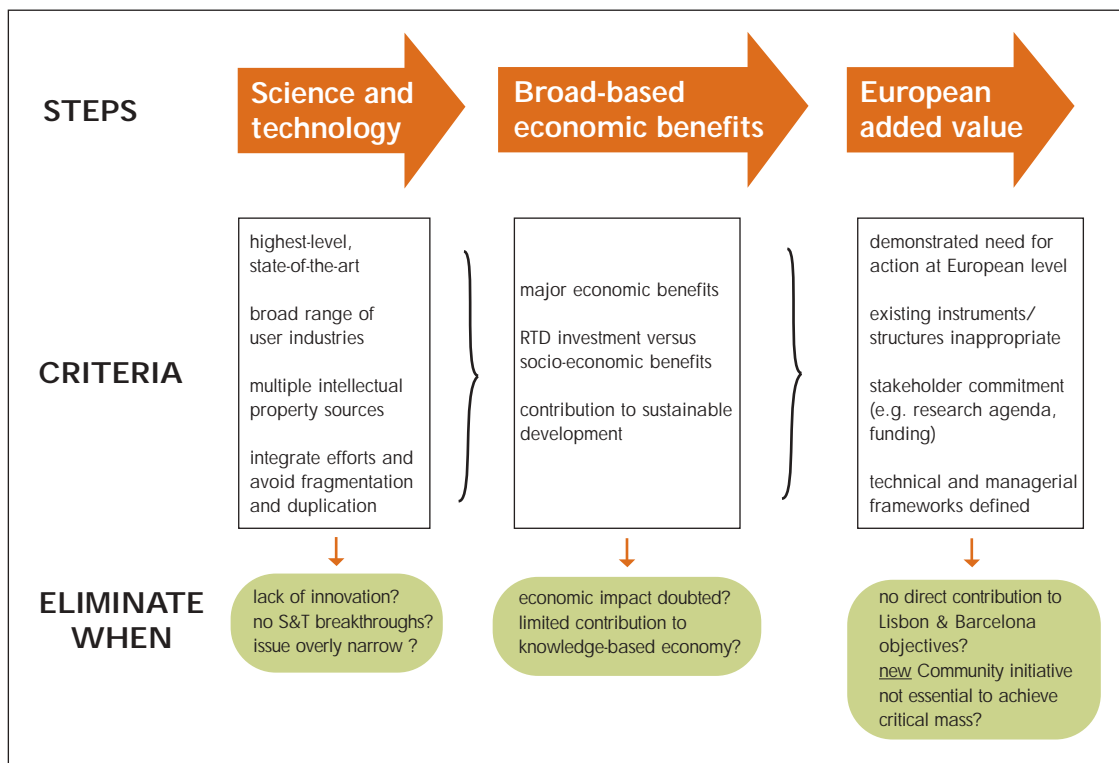 STEPS
Science and
technology
Broad-based
economic benefits
European
added value
CRITERIA
highest-level,
state-of-the-art
broad range of
user industries
multiple intellectual
property sources
integrate efforts and
avoid fragmentation
and duplication
major economic benefits
RTD investment versus
socio-economic benefits
contribution to sustainable
development
demonstrated need for
action at European level
existing instruments/
structures inappropriate
stakeholder commitment
(e.g. research agenda,
funding)
technical and managerial
frameworks defined
ELIMINATE
WHEN
lack of innovation?
no S&T breakthroughs?
issue overly narrow ?
economic impact doubted?
limited contribution to
knowledge-based economy?
no direct contribution to
Lisbon & Barcelona
objectives?
new Community initiative
not essential to achieve
critical mass?